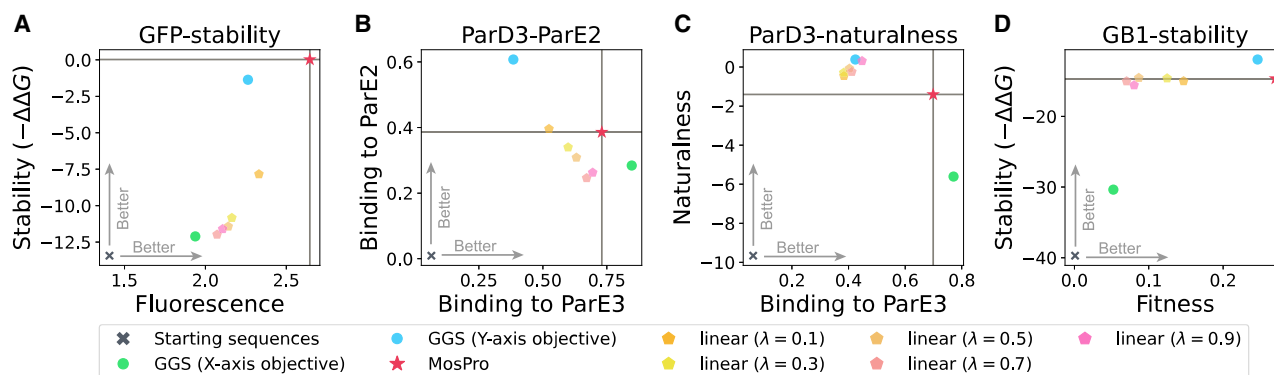 A
GFP-stability
Stability (−ΔΔG)
0.0
−2.5
−5.0
−7.5
−10.0
−12.5
Better
Better
1.5
2.0
2.5
Fluorescence
B
ParD3-ParE2
Binding to ParE2
0.6
0.4
0.2
0.0
Better
Better
0.25
0.50
0.75
Binding to ParE3
C
ParD3-naturalness
Naturalness
0
−2
−4
−6
−8
−10
Better
Better
0.2
0.4
0.6
0.8
Binding to ParE3
D
GB1-stability
Stability (−ΔΔG)
−20
−30
−40
Better
Better
0.0
0.1
0.2
Fitness
Starting sequences
GGS (X-axis objective)
GGS (Y-axis objective)
MosPro
linear (λ = 0.1)
linear (λ = 0.3)
linear (λ = 0.5)
linear (λ = 0.7)
linear (λ = 0.9)